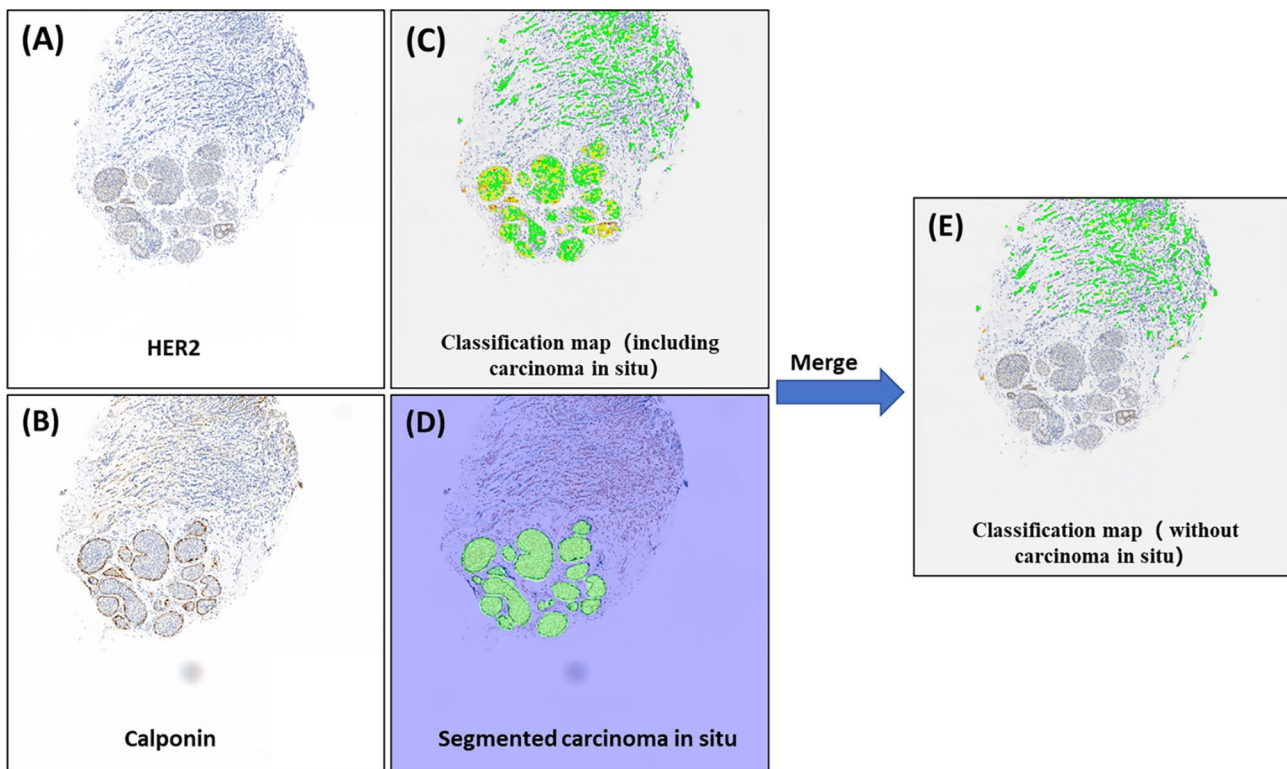 (A)
HER2
(C)
Classification map (including
carcinoma in situ)
(B)
Calponin
(D)
Segmented carcinoma in situ
Merge
(E)
Classification map ( without
carcinoma in situ)